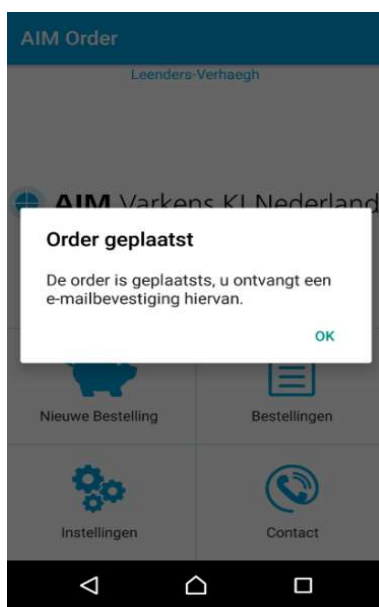 AIM Order
Leenders-Verhaegh
AIM Varkens KI Nederland
Order geplaatst
De order is geplaatsts, u ontvangt een
e-mailbevestiging hiervan.
OK
Nieuwe Bestelling
Bestellingen
Instellingen
Contact